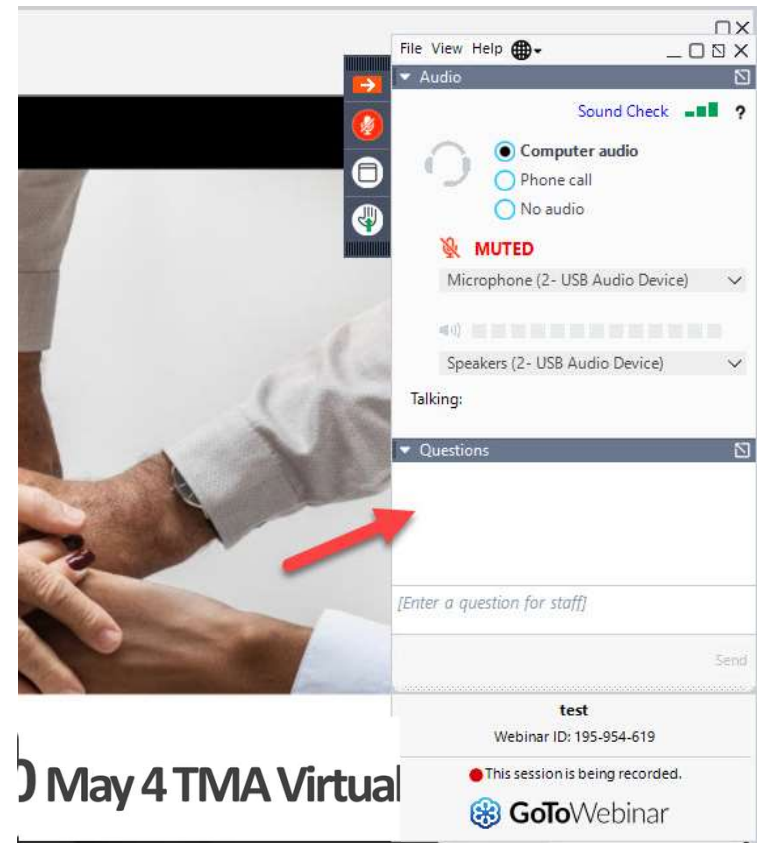 File View Help
Audio
Sound Check ?
Computer audio
Phone call
No audio
MUTED
Microphone (2- USB Audio Device)
Speakers (2- USB Audio Device)
Talking:
Questions
[Enter a question for staff]
Send
test
Webinar ID: 195-954-619
This session is being recorded.
GoToWebinar
May 4 TMA Virtual